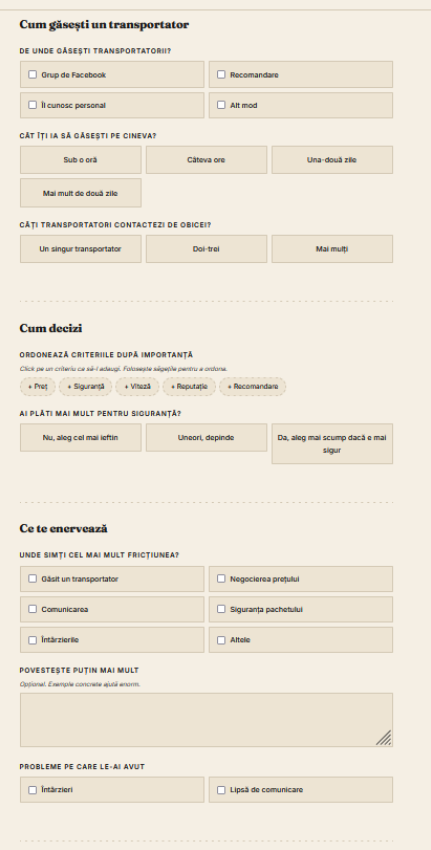 Cum găsești un transportator
DE UNDE GĂSEȘTI TRANSPORTATORII?
Grup de Facebook
Recomandare
Îl cunosc personal
Alt mod
CÂT ÎȚI IA SĂ GĂSEȘTI PE CINEVA?
Sub o oră
Câteva ore
Una-două zile
Mai mult de două zile
CÂȚI TRANSPORTATORI CONTACTEZI DE OBICEI?
Un singur transportator
Doi-trei
Mai mulți
Cum decizi
ORDONEAZĂ CRITERIILE DUPĂ IMPORTANȚĂ
Click pe un criteriu ca să-l adaugi. Folosește săgețile pentru a ordona.
+ Preț
+ Siguranță
+ Viteză
+ Reputație
+ Recomandare
AI PLĂTI MAI MULT PENTRU SIGURANȚĂ?
Nu, aleg cel mai ieftin
Uneori, depinde
Da, aleg mai scump dacă e mai
sigur
Ce te enervează
UNDE SIMȚI CEL MAI MULT FRICȚIUNEA?
Găsit un transportator
Negocierea prețului
Comunicarea
Siguranța pachetului
Întârzierile
Altele
POVESTEȘTE PUȚIN MAI MULT
Opțional. Exemple concrete ajută enorm.
PROBLEME PE CARE LE-AI AVUT
Întârzieri
Lipsă de comunicare